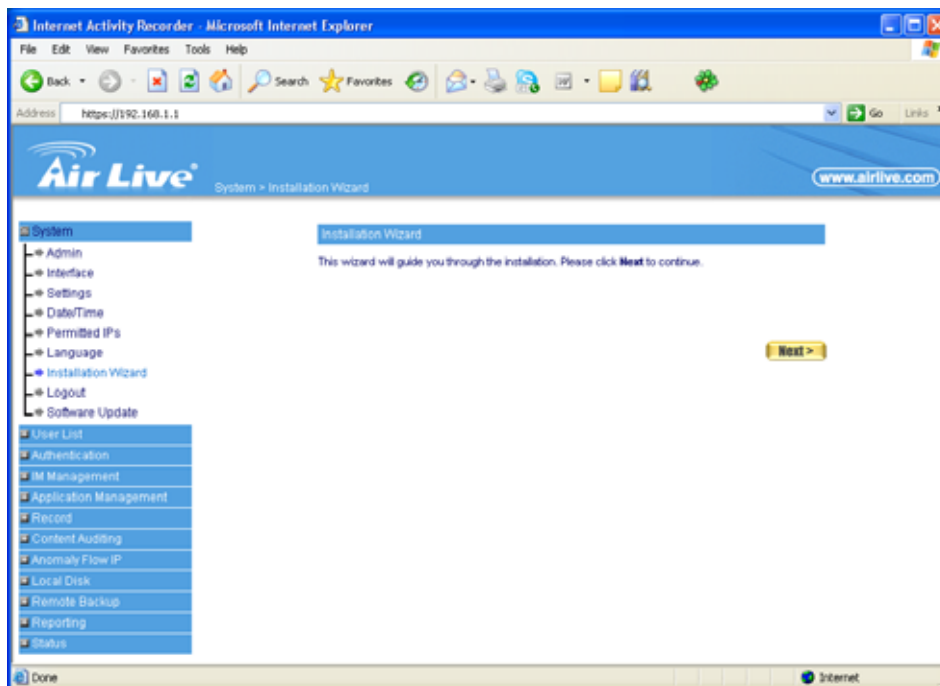 Internet Activity Recorder - Microsoft Internet Explorer
File Edit View Favorites Tools Help
Back Search Favorites
Address https://192.168.1.1 Go Links
Air Live
System > Installation Wizard
www.airlive.com
System
Admin
Interface
Settings
Date/Time
Permitted IPs
Language
Installation Wizard
Logout
Software Update
User List
Authentication
IM Management
Application Management
Record
Content Auditing
Anomaly Flow IP
Local Disk
Remote Backup
Reporting
Status
Installation Wizard
This wizard will guide you through the installation. Please click Next to continue.
Next >
Done Internet